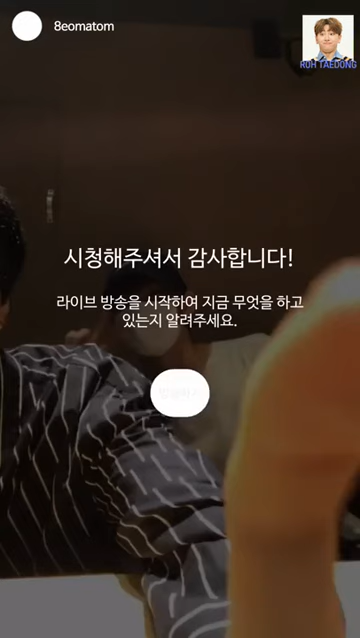 8eomatom
ROH TAEDONG
시청해주셔서 감사합니다!
라이브 방송을 시작하여 지금 무엇을 하고
있는지 알려주세요.